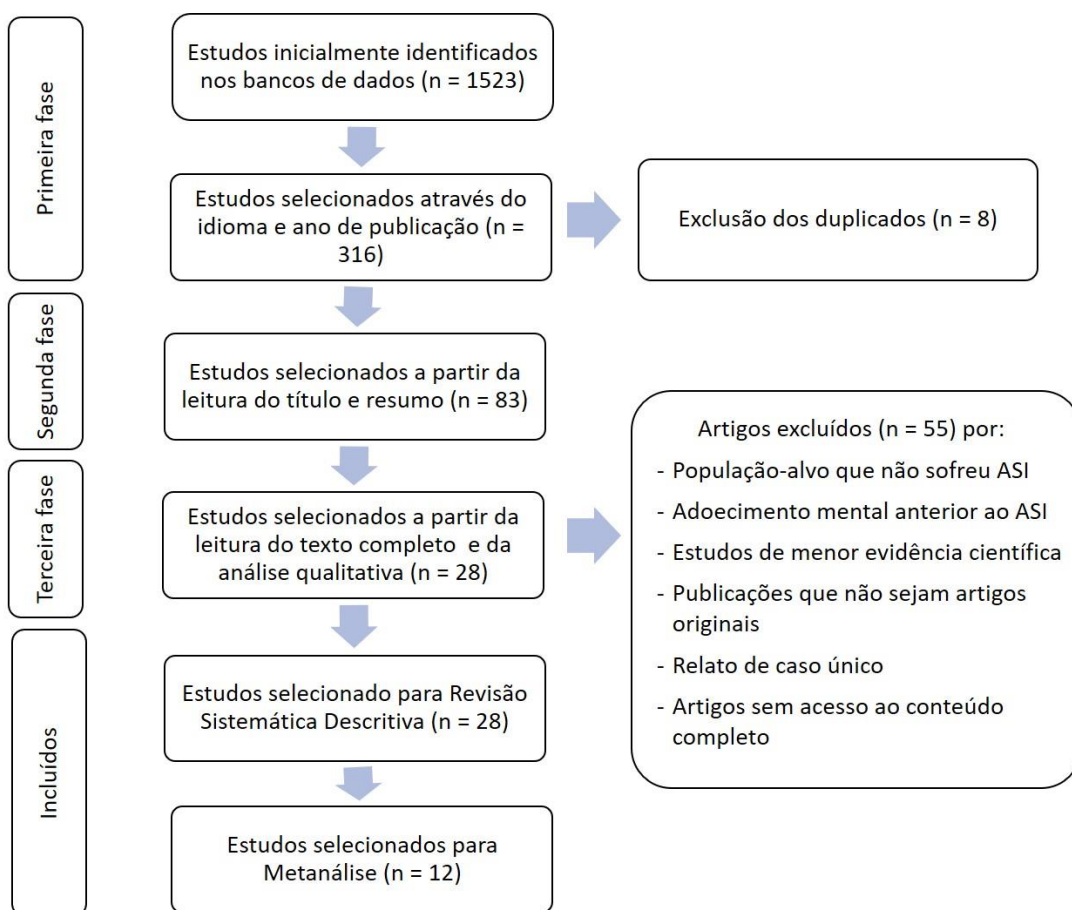 Primeira fase
Estudos inicialmente identificados
nos bancos de dados (n = 1523)
Estudos selecionados através do
idioma e ano de publicação (n =
316)
Exclusão dos duplicados (n = 8)
Segunda fase
Estudos selecionados a partir da
leitura do título e resumo (n = 83)
Terceira fase
Estudos selecionados a partir da
leitura do texto completo e da
análise qualitativa (n = 28)
Artigos excluídos (n = 55) por:
- População-alvo que não sofreu ASI
- Adoecimento mental anterior ao ASI
- Estudos de menor evidência científica
- Publicações que não sejam artigos
originais
- Relato de caso único
- Artigos sem acesso ao conteúdo
completo
Incluídos
Estudos selecionado para Revisão
Sistemática Descritiva (n = 28)
Estudos selecionados para
Metanálise (n = 12)